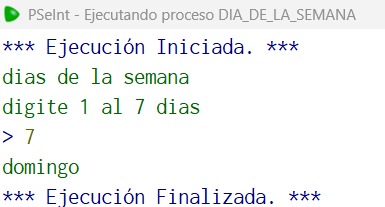 PSeInt - Ejecutando proceso DIA_DE_LA_SEMANA
*** Ejecución Iniciada. ***
dias de la semana
digite 1 al 7 dias
> 7
domingo
*** Ejecución Finalizada. ***